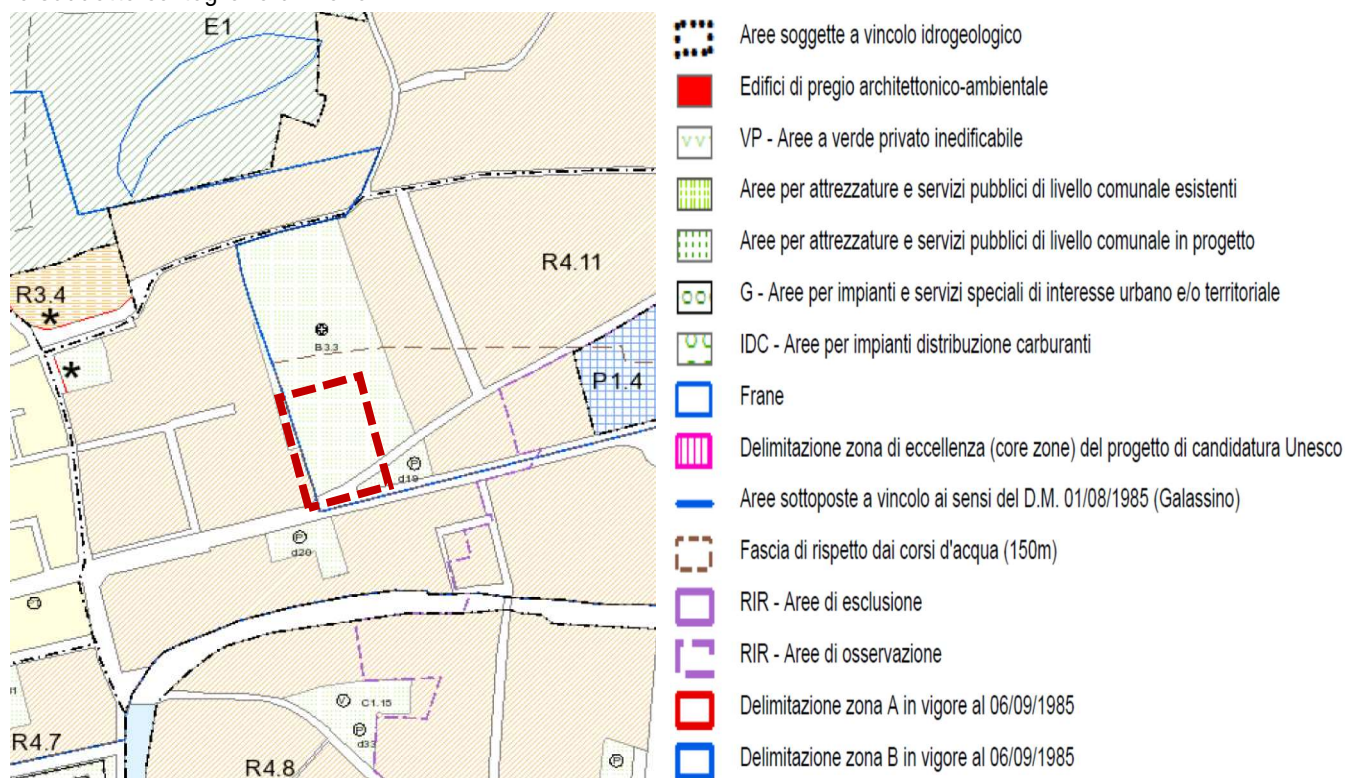 E1
R4.11
R3.4
*
B3.3
*
P1.4
P
d19
P
d20
V
C1.15
P
d33
R4.7
R4.8
P
Aree soggette a vincolo idrogeologico
Edifici di pregio architettonico-ambientale
VP - Aree a verde privato inedificabile
Aree per attrezzature e servizi pubblici di livello comunale esistenti
Aree per attrezzature e servizi pubblici di livello comunale in progetto
G - Aree per impianti e servizi speciali di interesse urbano e/o territoriale
IDC - Aree per impianti distribuzione carburanti
Frane
Delimitazione zona di eccellenza (core zone) del progetto di candidatura Unesco
Aree sottoposte a vincolo ai sensi del D.M. 01/08/1985 (Galassino)
Fascia di rispetto dai corsi d'acqua (150m)
RIR - Aree di esclusione
RIR - Aree di osservazione
Delimitazione zona A in vigore al 06/09/1985
Delimitazione zona B in vigore al 06/09/1985